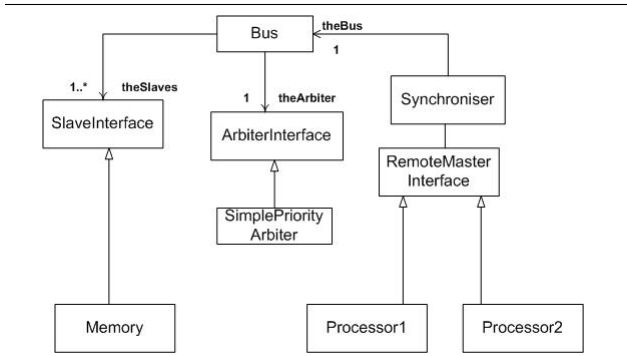 Bus
theBus
1
1..*
theSlaves
1
theArbiter
Synchroniser
SlaveInterface
ArbiterInterface
RemoteMaster
Interface
SimplePriority
Arbiter
Memory
Processor1
Processor2